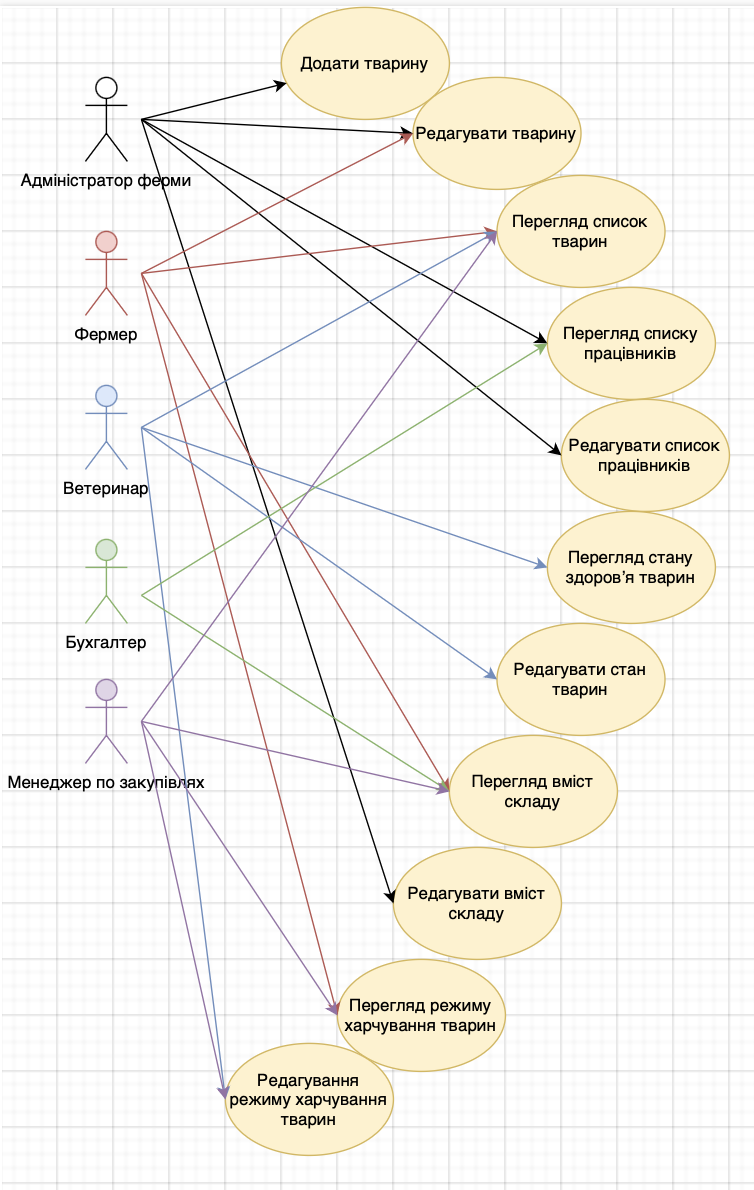 Додати тварину
Редагувати тварину
Адміністратор ферми
Перегляд список
тварин
Фермер
Перегляд списку
працівників
Редагувати список
працівників
Ветеринар
Перегляд стану
здоров’я тварин
Бухгалтер
Редагувати стан
тварин
Менеджер по закупівлях
Перегляд вміст
складу
Редагувати вміст
складу
Перегляд режиму
харчування тварин
Редагування
режиму харчування
тварин